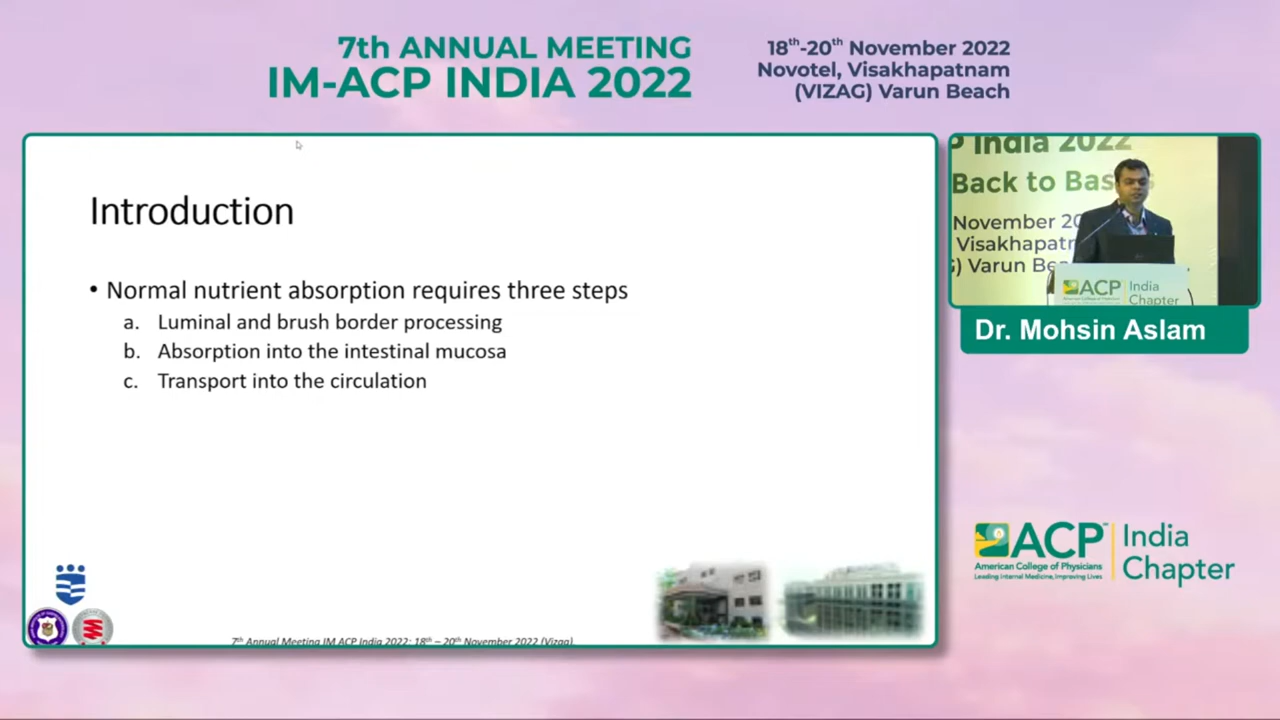 7th ANNUAL MEETING
IM-ACP INDIA 2022
18th-20th November 2022
Novotel, Visakhapatnam
(VIZAG) Varun Beach
Introduction
• Normal nutrient absorption requires three steps
a. Luminal and brush border processing
b. Absorption into the intestinal mucosa
c. Transport into the circulation
7th Annual Meeting IM ACP India 2022; 18th – 20th November 2022 (Vizag)
P India 2022
Back to Bas
November 20
Visakhapatn
) Varun Be
ACP India
Chapter
Dr. Mohsin Aslam
ACP India
Chapter
American College of Physicians
Leading Internal Medicine, Improving Lives